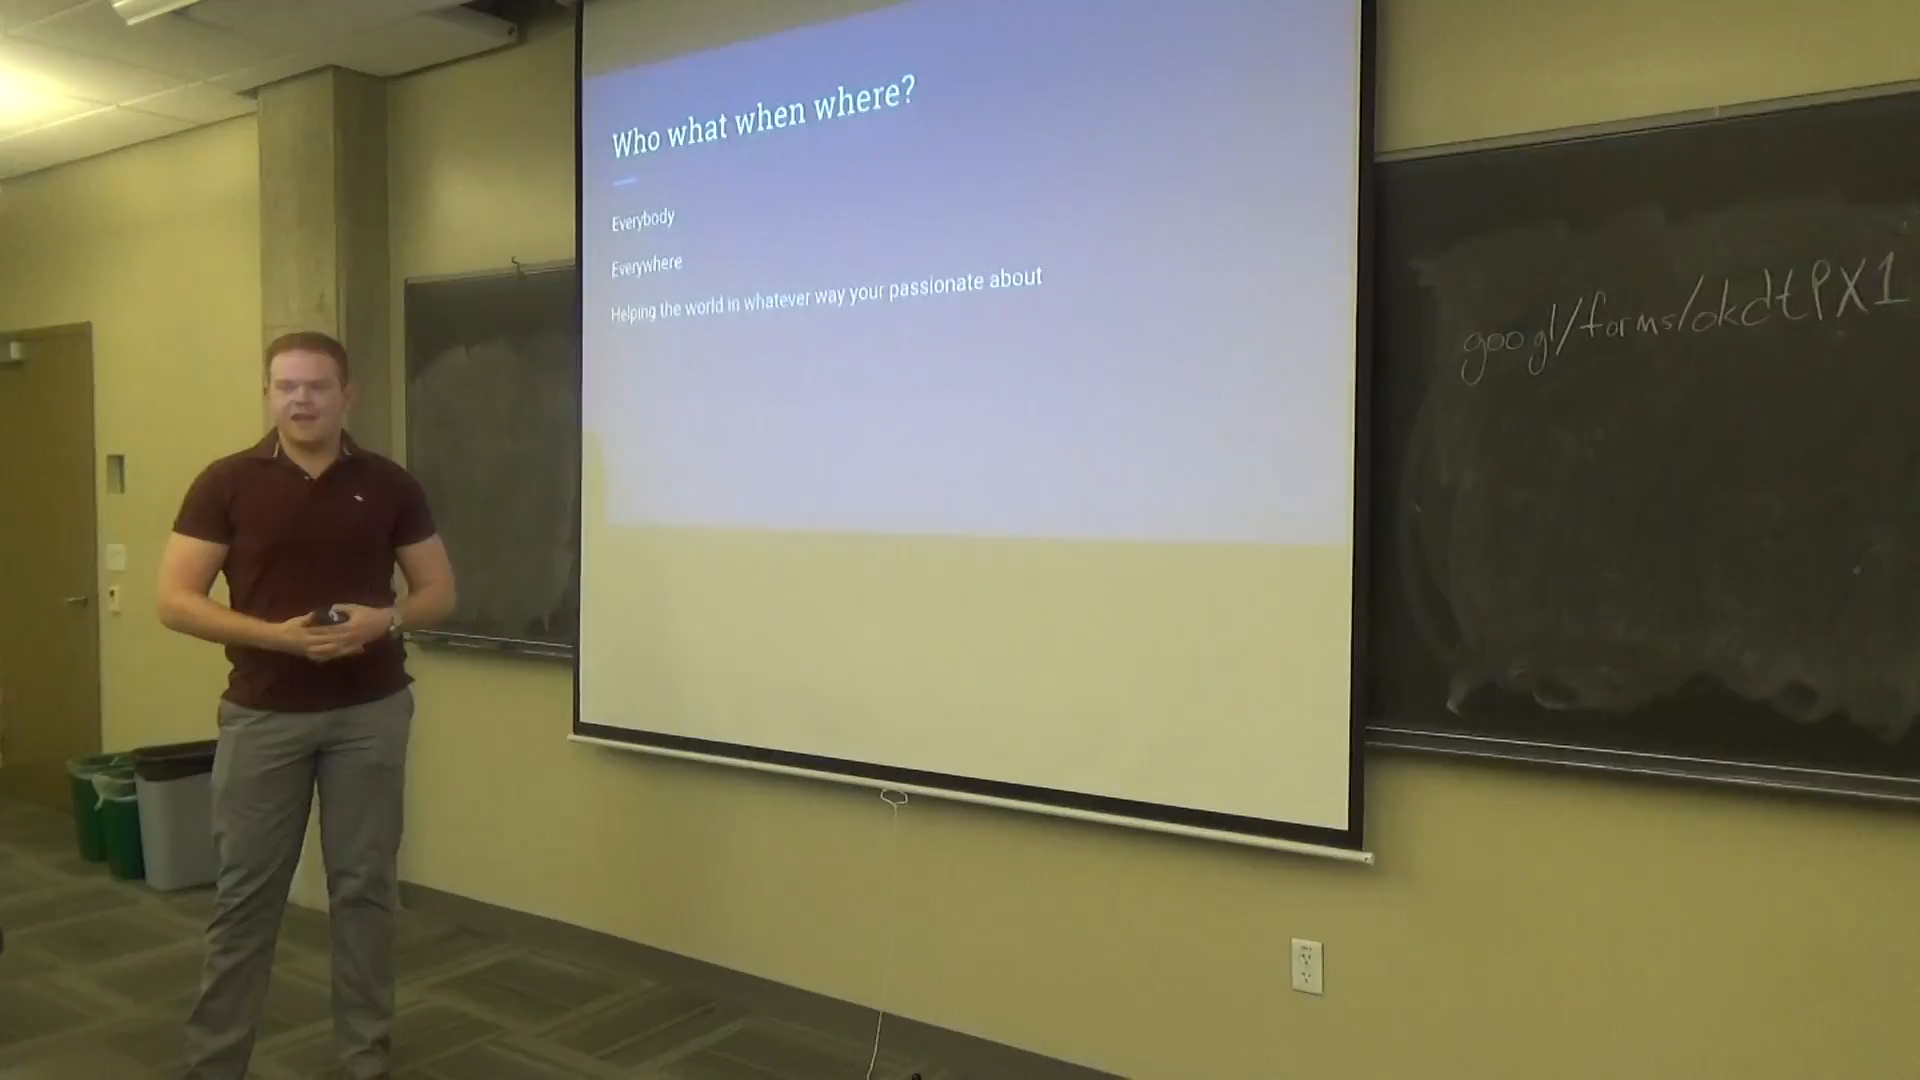 Who what when where?
Everybody
Everywhere
Helping the world in whatever way your passionate about
goo.gl/forms/okdtPX1